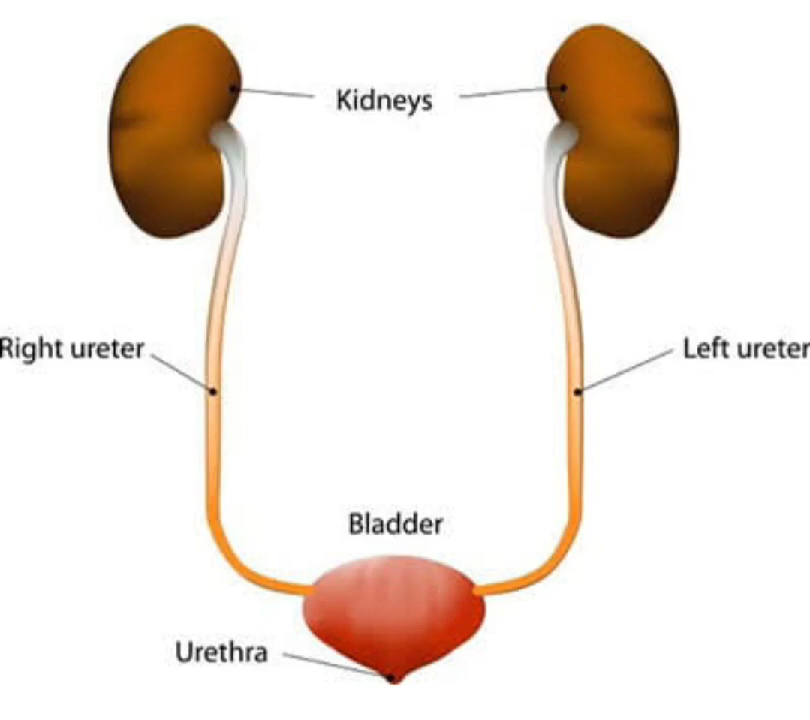 Kidneys
Right ureter
Left ureter
Bladder
Urethra